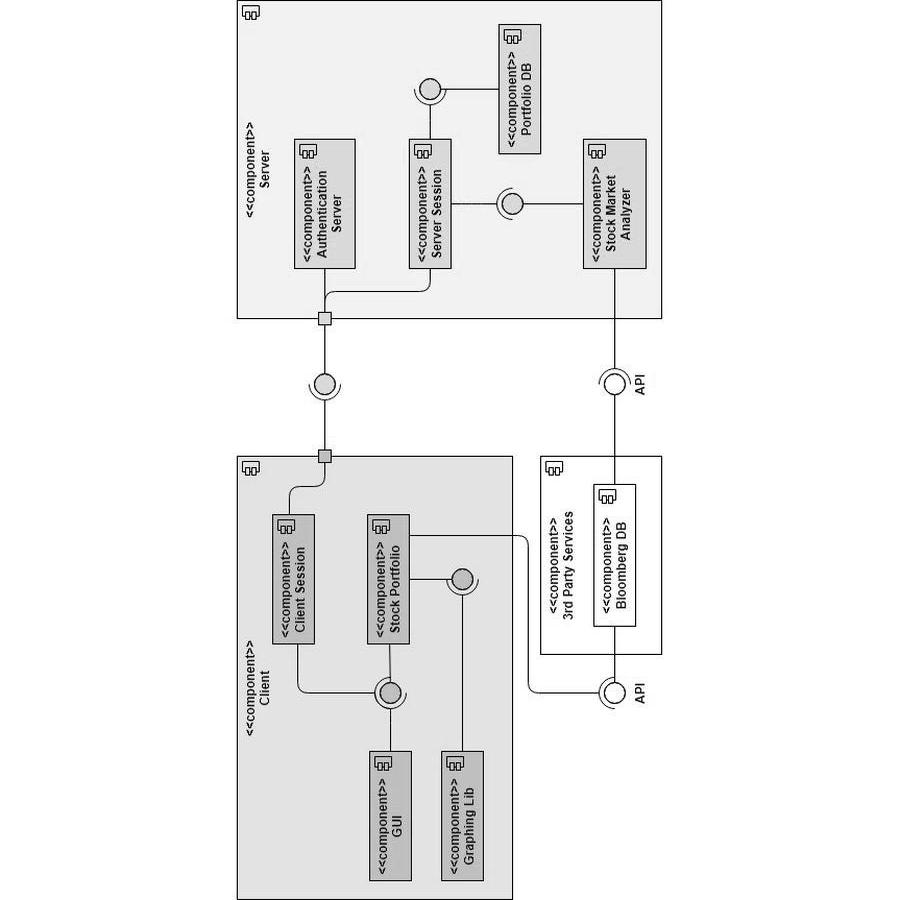 <<component>>
Server
<<component>>
Authentication
Server
<<component>>
Server Session
<<component>>
Portfolio DB
<<component>>
Stock Market
Analyzer
API
<<component>>
Client
<<component>>
Client Session
<<component>>
Stock Portfolio
<<component>>
GUI
<<component>>
Graphing Lib
<<component>>
3rd Party Services
<<component>>
Bloomberg DB
API